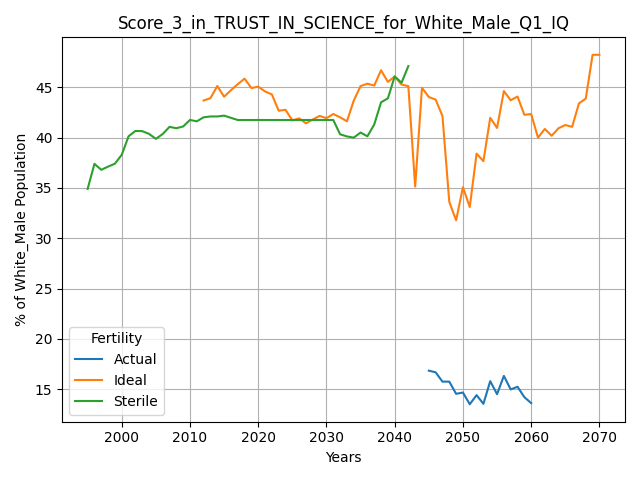 Score_3_in_TRUST_IN_SCIENCE_for_White_Male_Q1_IQ
% of White_Male Population
45
40
35
30
25
20
15
Fertility
Actual
Ideal
Sterile
2000 2010 2020 2030 2040 2050 2060 2070
Years